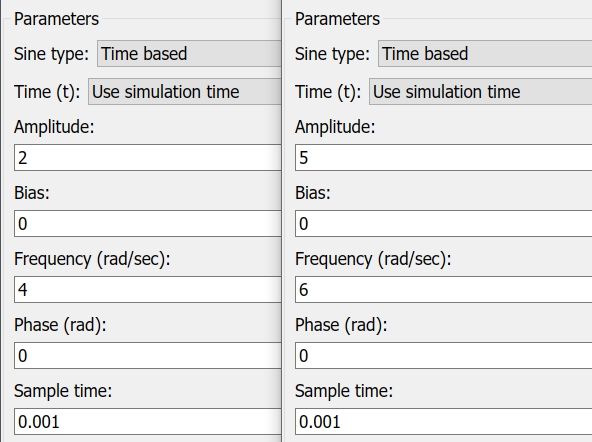 Parameters
Sine type: Time based
Time (t): Use simulation time
Amplitude:
2
Bias:
0
Frequency (rad/sec):
4
Phase (rad):
0
Sample time:
0.001
Parameters
Sine type: Time based
Time (t): Use simulation time
Amplitude:
5
Bias:
0
Frequency (rad/sec):
6
Phase (rad):
0
Sample time:
0.001